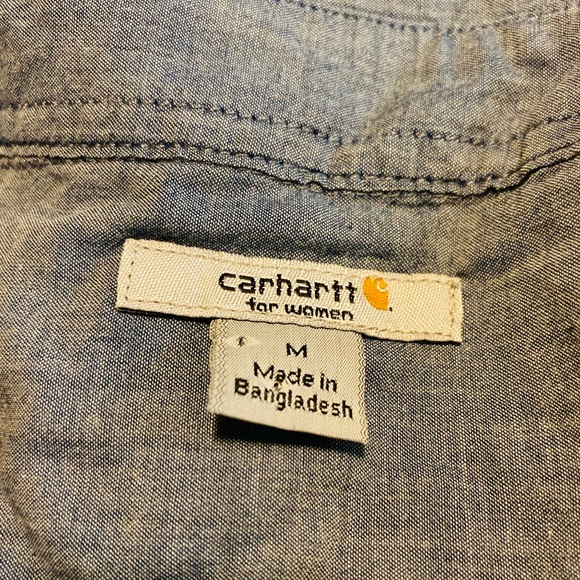 carhartt
for women
M
Made in
Bangladesh